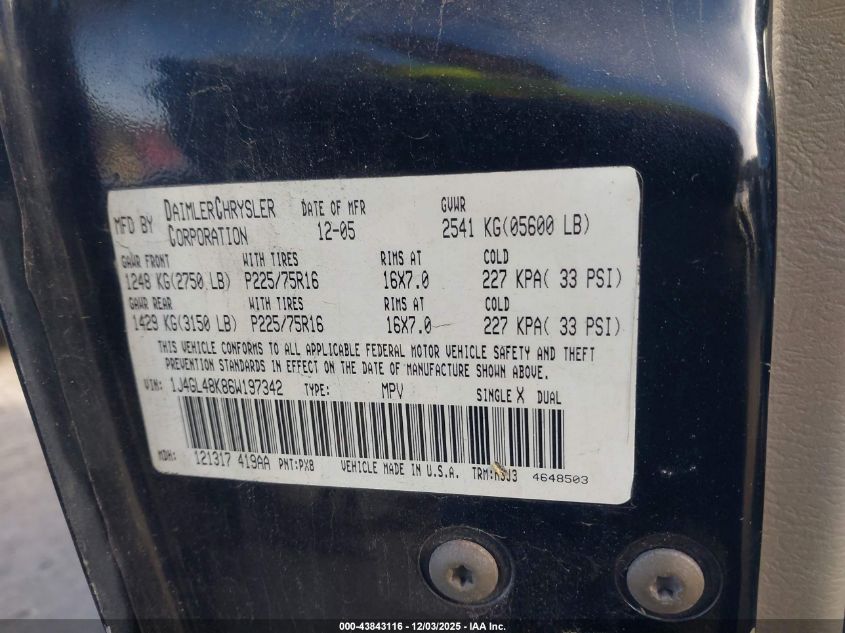 MFD BY DAIMLERCHRYSLER CORPORATION DATE OF MFR 12-05 GVWR 2541 KG(05600 LB)
GAWR FRONT WITH TIRES RIMS AT COLD
1248 KG(2750 LB) P225/75R16 16X7.0 227 KPA( 33 PSI)
GAWR REAR WITH TIRES RIMS AT COLD
1429 KG(3150 LB) P225/75R16 16X7.0 227 KPA( 33 PSI)
THIS VEHICLE CONFORMS TO ALL APPLICABLE FEDERAL MOTOR VEHICLE SAFETY AND THEFT
PREVENTION STANDARDS IN EFFECT ON THE DATE OF MANUFACTURE SHOWN ABOVE.
VIN: 1J4GL48K86W197342 TYPE: MPV SINGLE X DUAL
MDH: 121317 419AA PNT:PX8 VEHICLE MADE IN U.S.A. TRM: 4648503
000-43843116 - 12/03/2025 - IAA Inc.